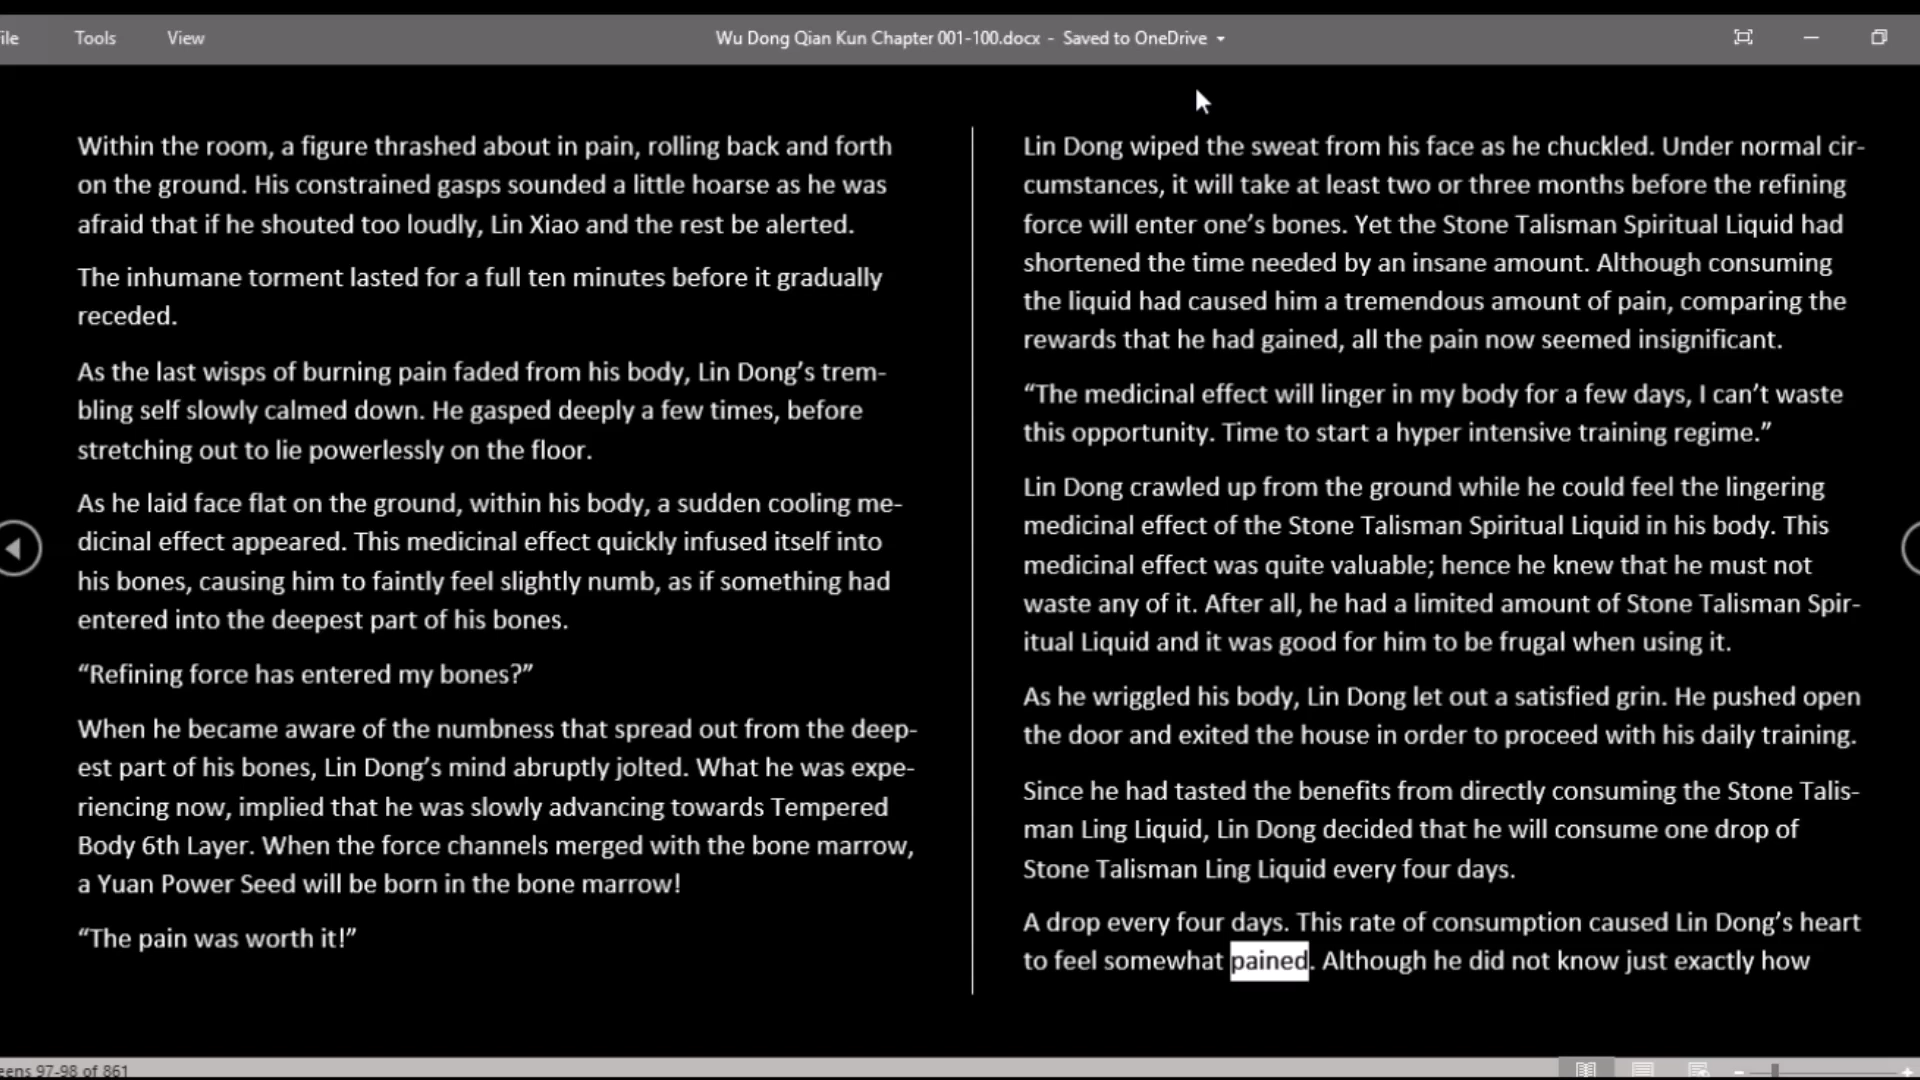 ile Tools View Wu Dong Qian Kun Chapter 001-100.docx - Saved to OneDrive
Within the room, a figure thrashed about in pain, rolling back and forth
on the ground. His constrained gasps sounded a little hoarse as he was
afraid that if he shouted too loudly, Lin Xiao and the rest be alerted.
The inhumane torment lasted for a full ten minutes before it gradually
receded.
As the last wisps of burning pain faded from his body, Lin Dong’s trem-
bling self slowly calmed down. He gasped deeply a few times, before
stretching out to lie powerlessly on the floor.
As he laid face flat on the ground, within his body, a sudden cooling me-
dicinal effect appeared. This medicinal effect quickly infused itself into
his bones, causing him to faintly feel slightly numb, as if something had
entered into the deepest part of his bones.
“Refining force has entered my bones?”
When he became aware of the numbness that spread out from the deep-
est part of his bones, Lin Dong’s mind abruptly jolted. What he was expe-
riencing now, implied that he was slowly advancing towards Tempered
Body 6th Layer. When the force channels merged with the bone marrow,
a Yuan Power Seed will be born in the bone marrow!
“The pain was worth it!”
Lin Dong wiped the sweat from his face as he chuckled. Under normal cir-
cumstances, it will take at least two or three months before the refining
force will enter one’s bones. Yet the Stone Talisman Spiritual Liquid had
shortened the time needed by an insane amount. Although consuming
the liquid had caused him a tremendous amount of pain, comparing the
rewards that he had gained, all the pain now seemed insignificant.
“The medicinal effect will linger in my body for a few days, I can’t waste
this opportunity. Time to start a hyper intensive training regime.”
Lin Dong crawled up from the ground while he could feel the lingering
medicinal effect of the Stone Talisman Spiritual Liquid in his body. This
medicinal effect was quite valuable; hence he knew that he must not
waste any of it. After all, he had a limited amount of Stone Talisman Spir-
itual Liquid and it was good for him to be frugal when using it.
As he wriggled his body, Lin Dong let out a satisfied grin. He pushed open
the door and exited the house in order to proceed with his daily training.
Since he had tasted the benefits from directly consuming the Stone Talis-
man Ling Liquid, Lin Dong decided that he will consume one drop of
Stone Talisman Ling Liquid every four days.
A drop every four days. This rate of consumption caused Lin Dong’s heart
to feel somewhat pained. Although he did not know just exactly how
eens 97-98 of 861